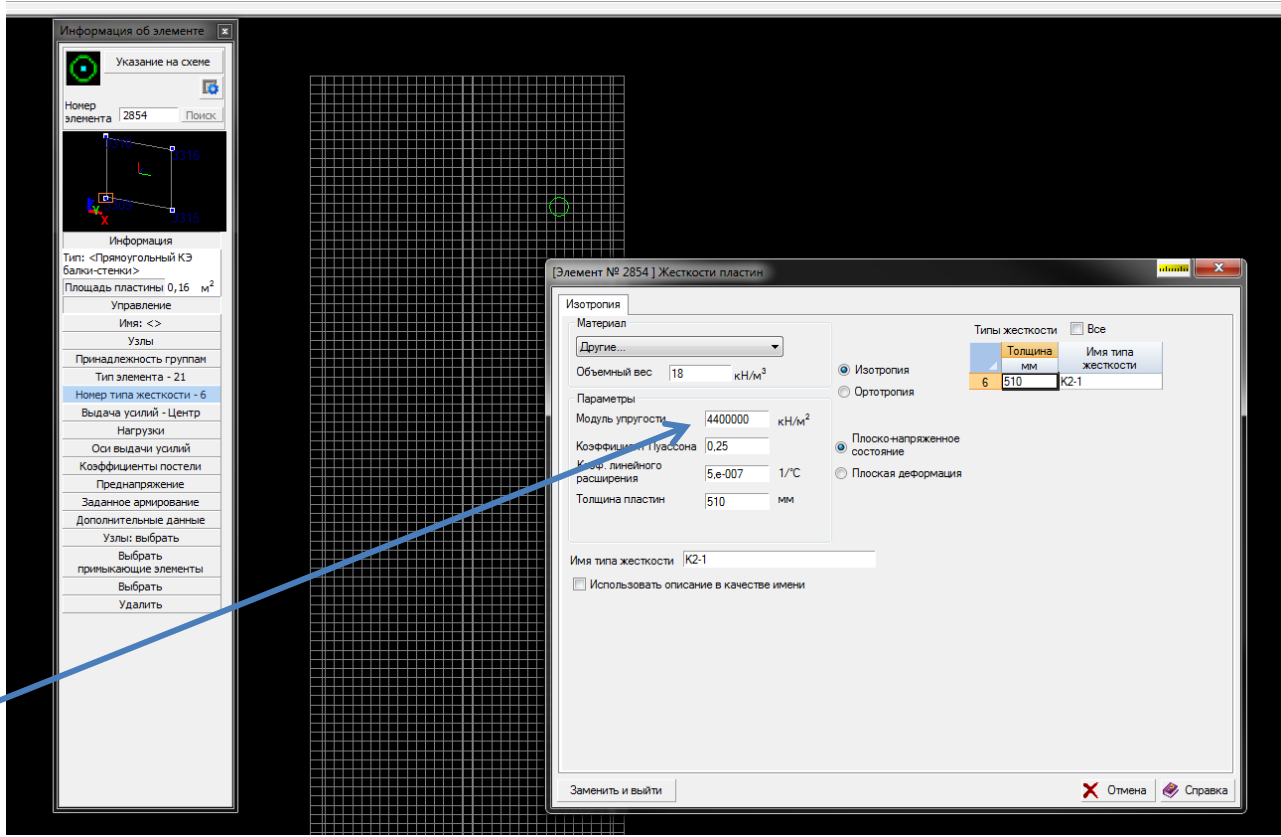 Информация об элементе
Указание на схеме
Номер
элемента 2854 Поиск
3316
Информация
Тип: <Прямоугольный КЭ
балки-стенки>
Площадь пластины 0,16 м2
Управление
Имя: <>
Узлы
Принадлежность группам
Тип элемента - 21
Номер типа жесткости - 6
Выдача усилий - Центр
Нагрузки
Оси выдачи усилий
Коэффициенты постели
Преднапряжение
Заданное армирование
Дополнительные данные
Узлы: выбрать
Выбрать
примыкающие элементы
Выбрать
Удалить
[Элемент № 2854 ] Жесткости пластин
Изотропия
Материал
Другие...
Объемный вес 18 кН/м3
Параметры
Модуль упругости 4400000 кН/м2
Коэффициент Пуассона 0,25
Коэф. линейного
расширения 5,e-007 1/°C
Толщина пластин 510 мм
Изотропия
Ортотропия
Плоско-напряженное
состояние
Плоская деформация
Типы жесткости Все
Толщина Имя типа
мм жесткости
6 510 K2-1
Имя типа жесткости K2-1
Использовать описание в качестве имени
Заменить и выйти
Отмена
Справка